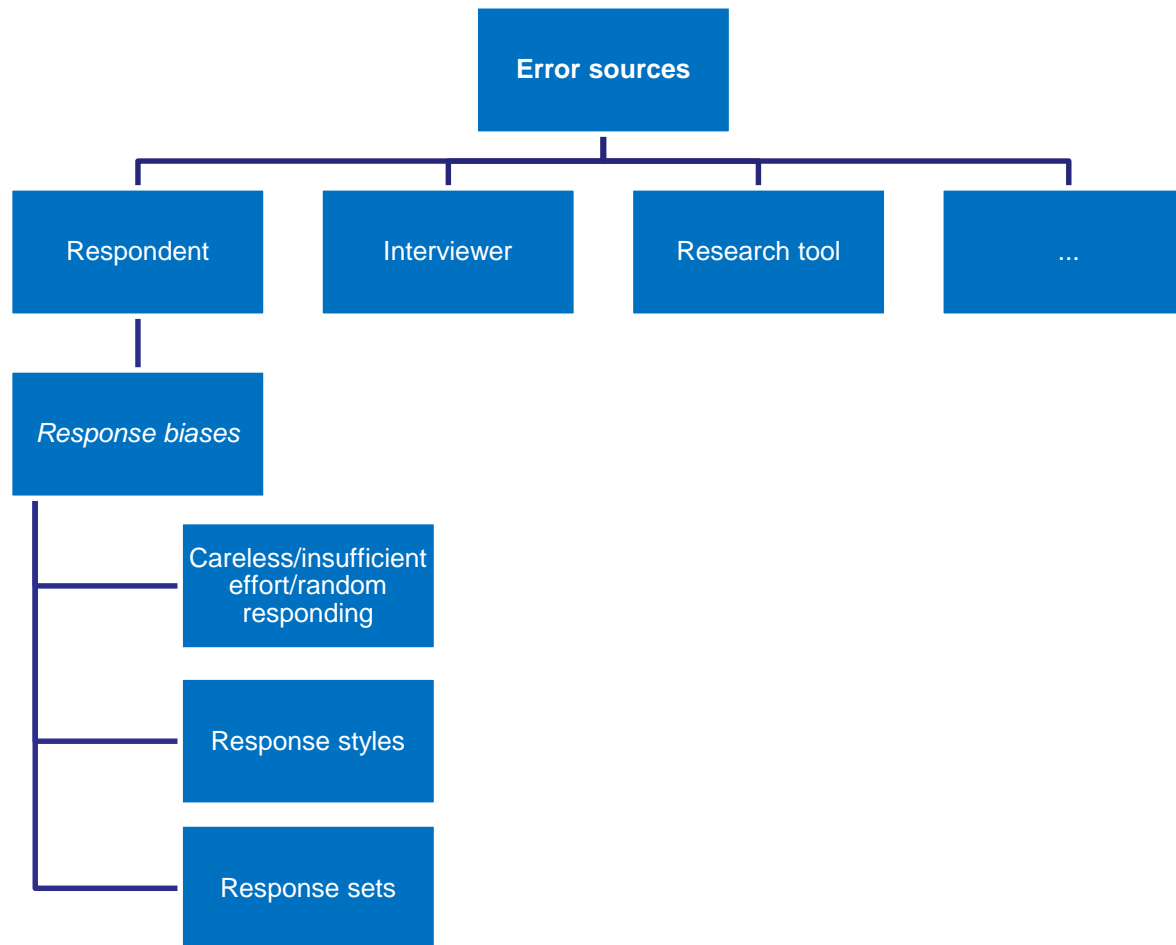 Error sources
Respondent
Interviewer
Research tool
...
Response biases
Careless/insufficient
effort/random
responding
Response styles
Response sets